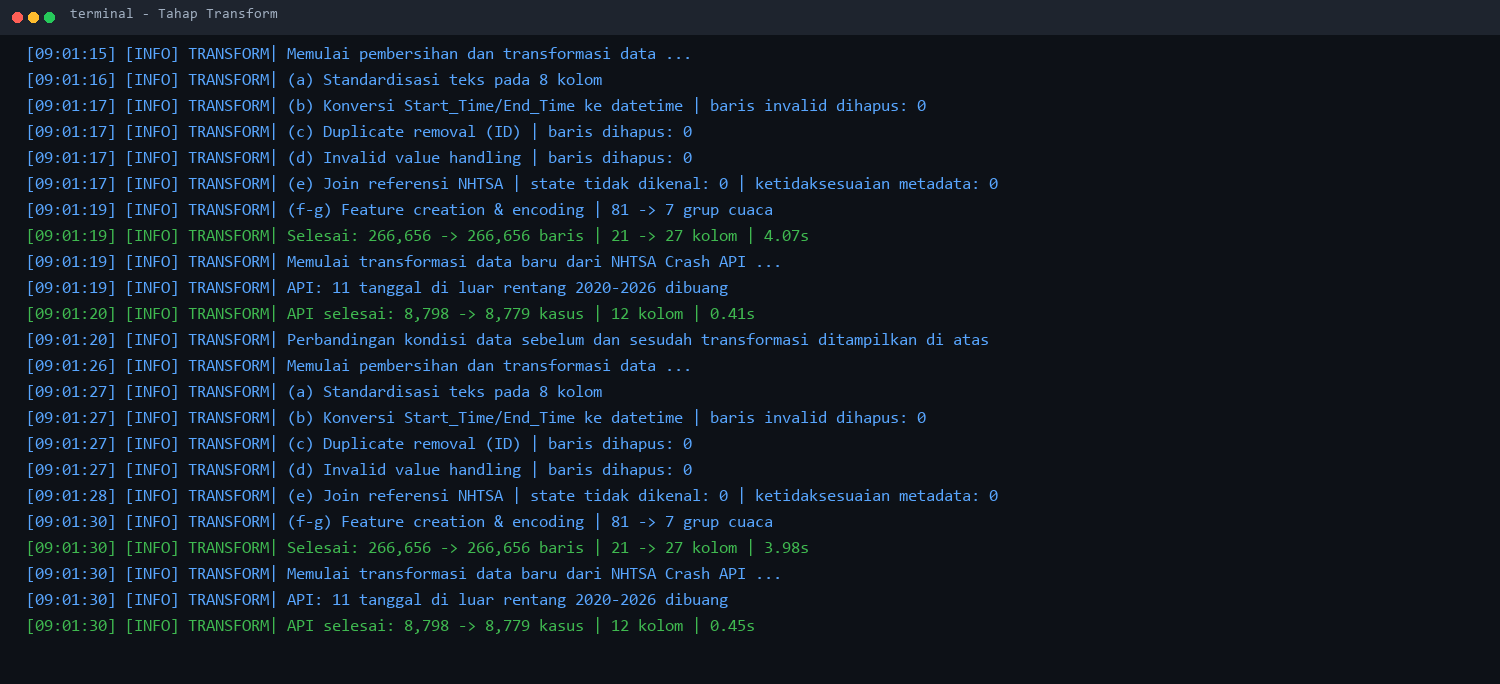 terminal - Tahap Transform
[09:01:15] [INFO] TRANSFORM| Memulai pembersihan dan transformasi data ...
[09:01:16] [INFO] TRANSFORM| (a) Standardisasi teks pada 8 kolom
[09:01:17] [INFO] TRANSFORM| (b) Konversi Start_Time/End_Time ke datetime | baris invalid dihapus: 0
[09:01:17] [INFO] TRANSFORM| (c) Duplicate removal (ID) | baris dihapus: 0
[09:01:17] [INFO] TRANSFORM| (d) Invalid value handling | baris dihapus: 0
[09:01:17] [INFO] TRANSFORM| (e) Join referensi NHTSA | state tidak dikenal: 0 | ketidaksesuaian metadata: 0
[09:01:19] [INFO] TRANSFORM| (f-g) Feature creation & encoding | 81 -> 7 grup cuaca
[09:01:19] [INFO] TRANSFORM| Selesai: 266,656 -> 266,656 baris | 21 -> 27 kolom | 4.07s
[09:01:19] [INFO] TRANSFORM| Memulai transformasi data baru dari NHTSA Crash API ...
[09:01:19] [INFO] TRANSFORM| API: 11 tanggal di luar rentang 2020-2026 dibuang
[09:01:20] [INFO] TRANSFORM| API selesai: 8,798 -> 8,779 kasus | 12 kolom | 0.41s
[09:01:20] [INFO] TRANSFORM| Perbandingan kondisi data sebelum dan sesudah transformasi ditampilkan di atas
[09:01:26] [INFO] TRANSFORM| Memulai pembersihan dan transformasi data ...
[09:01:27] [INFO] TRANSFORM| (a) Standardisasi teks pada 8 kolom
[09:01:27] [INFO] TRANSFORM| (b) Konversi Start_Time/End_Time ke datetime | baris invalid dihapus: 0
[09:01:27] [INFO] TRANSFORM| (c) Duplicate removal (ID) | baris dihapus: 0
[09:01:27] [INFO] TRANSFORM| (d) Invalid value handling | baris dihapus: 0
[09:01:28] [INFO] TRANSFORM| (e) Join referensi NHTSA | state tidak dikenal: 0 | ketidaksesuaian metadata: 0
[09:01:30] [INFO] TRANSFORM| (f-g) Feature creation & encoding | 81 -> 7 grup cuaca
[09:01:30] [INFO] TRANSFORM| Selesai: 266,656 -> 266,656 baris | 21 -> 27 kolom | 3.98s
[09:01:30] [INFO] TRANSFORM| Memulai transformasi data baru dari NHTSA Crash API ...
[09:01:30] [INFO] TRANSFORM| API: 11 tanggal di luar rentang 2020-2026 dibuang
[09:01:30] [INFO] TRANSFORM| API selesai: 8,798 -> 8,779 kasus | 12 kolom | 0.45s